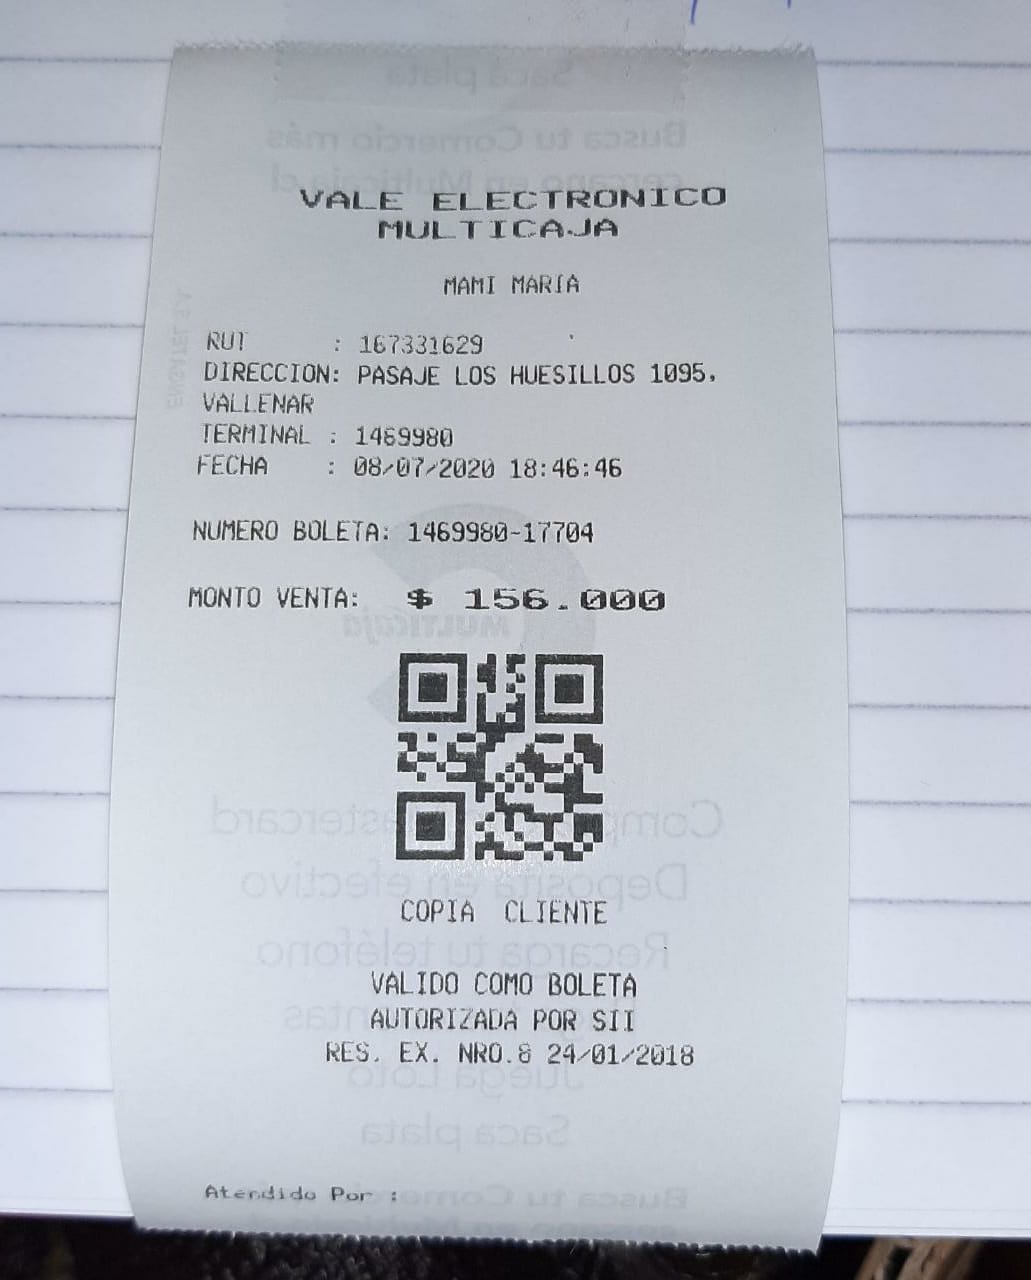 VALE ELECTRONICO
MULTICAJA
MAMI MARIA
RUT : 167331629
DIRECCION: PASAJE LOS HUESILLOS 1095,
VALLENAR
TERMINAL : 1469980
FECHA : 08/07/2020 18:46:46
NUMERO BOLETA: 1469980-17704
MONTO VENTA: $ 156.000
COPIA CLIENTE
VALIDO COMO BOLETA
AUTORIZADA POR SII
RES. EX. NRO.8 24/01/2018
Atendido Por :